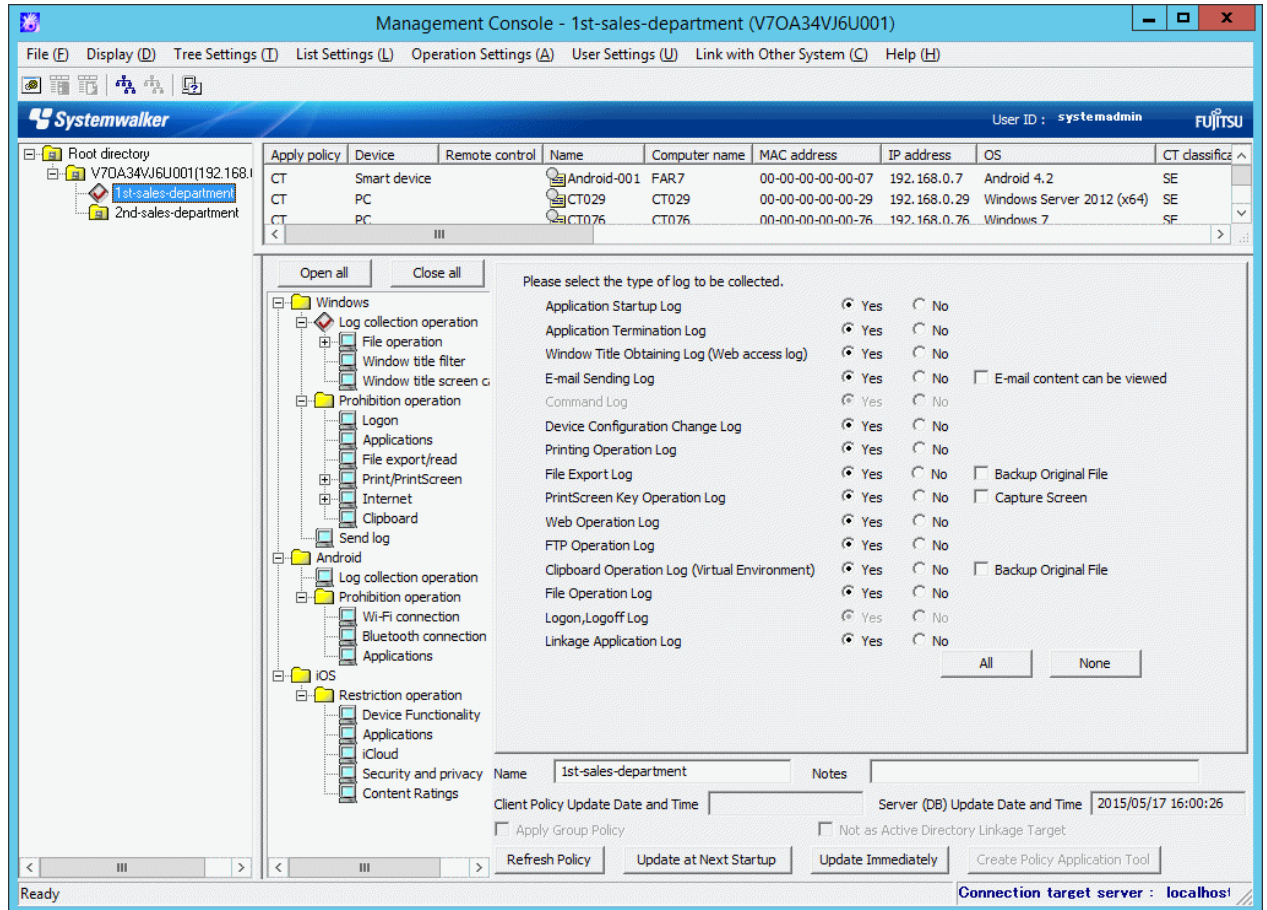 Management Console - 1st-sales-department (V7OA34VJ6U001)
File (F) Display (D) Tree Settings (T) List Settings (L) Operation Settings (A) User Settings (U) Link with Other System (C) Help (H)
Systemwalker User ID : systemadmin FUJITSU
Root directory
V7OA34VJ6U001(192.168.
1st-sales-department
2nd-sales-department
Apply policy Device Remote control Name Computer name MAC address IP address OS CT classifica
CT Smart device Android-001 FAR7 00-00-00-00-00-07 192.168.0.7 Android 4.2 SE
CT PC CT029 CT029 00-00-00-00-00-29 192.168.0.29 Windows Server 2012 (x64) SE
CT PC CT076 CT076 00-00-00-00-00-76 192.168.0.76 Windows 7 SE
Open all Close all
Windows
Log collection operation
File operation
Window title filter
Window title screen c
Prohibition operation
Logon
Applications
File export/read
Print/PrintScreen
Internet
Clipboard
Send log
Android
Log collection operation
Prohibition operation
Wi-Fi connection
Bluetooth connection
Applications
iOS
Restriction operation
Device Functionality
Applications
iCloud
Security and privacy
Content Ratings
Please select the type of log to be collected.
Application Startup Log Yes No
Application Termination Log Yes No
Window Title Obtaining Log (Web access log) Yes No
E-mail Sending Log Yes No E-mail content can be viewed
Command Log Yes No
Device Configuration Change Log Yes No
Printing Operation Log Yes No
File Export Log Yes No Backup Original File
PrintScreen Key Operation Log Yes No Capture Screen
Web Operation Log Yes No
FTP Operation Log Yes No
Clipboard Operation Log (Virtual Environment) Yes No Backup Original File
File Operation Log Yes No
Logon,Logoff Log Yes No
Linkage Application Log Yes No
All None
Name 1st-sales-department Notes
Client Policy Update Date and Time Server (DB) Update Date and Time 2015/05/17 16:00:26
Apply Group Policy Not as Active Directory Linkage Target
Refresh Policy Update at Next Startup Update Immediately Create Policy Application Tool
Ready Connection target server : localhost